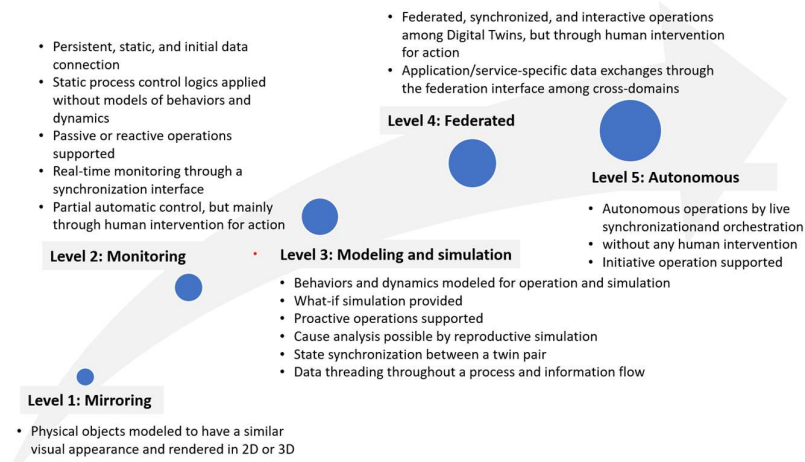 • Persistent, static, and initial data
connection
• Static process control logics applied
without models of behaviors and
dynamics
• Passive or reactive operations
supported
• Real-time monitoring through a
synchronization interface
• Partial automatic control, but mainly
through human intervention for action
Level 2: Monitoring
• Federated, synchronized, and interactive operations
among Digital Twins, but through human intervention
for action
• Application/service-specific data exchanges through
the federation interface among cross-domains
Level 4: Federated
Level 5: Autonomous
• Autonomous operations by live
synchronizationand orchestration
• without any human intervention
• Initiative operation supported
Level 3: Modeling and simulation
• Behaviors and dynamics modeled for operation and simulation
• What-if simulation provided
• Proactive operations supported
• Cause analysis possible by reproductive simulation
• State synchronization between a twin pair
• Data threading throughout a process and information flow
Level 1: Mirroring
• Physical objects modeled to have a similar
visual appearance and rendered in 2D or 3D